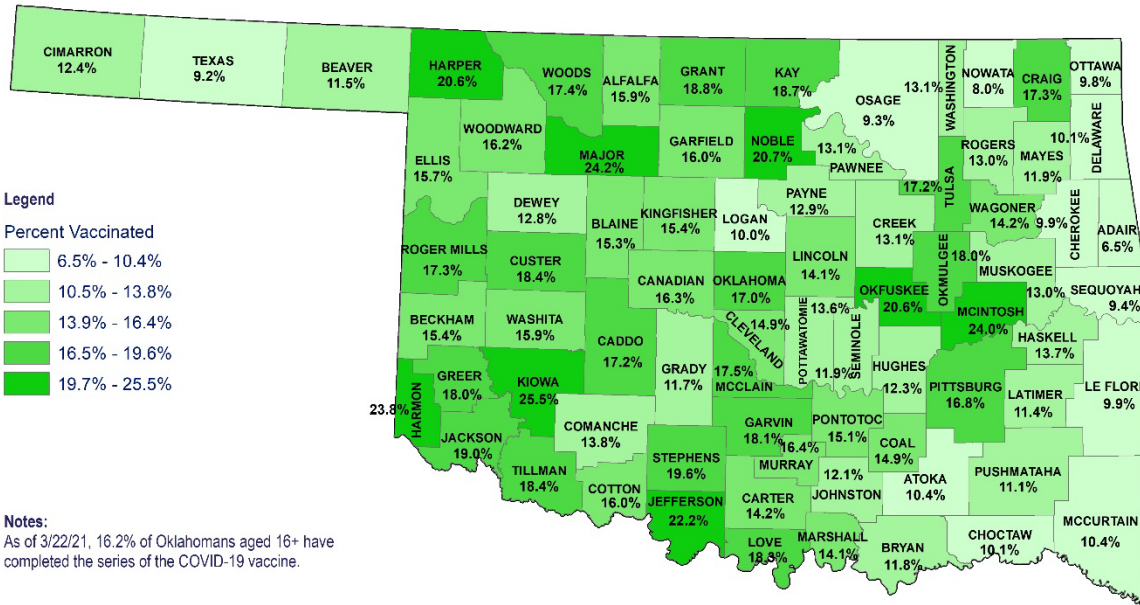 CIMARRON
12.4%
TEXAS
9.2%
BEAVER
11.5%
HARPER
20.6%
WOODS
17.4%
ALFALFA
15.9%
GRANT
18.8%
KAY
18.7%
OSAGE
9.3%
13.1%
WASHINGTON
NOWATA
8.0%
CRAIG
17.3%
OTTAWA
9.8%
WOODWARD
16.2%
ELLIS
15.7%
MAJOR
24.2%
GARFIELD
16.0%
NOBLE
20.7%
13.1%
PAWNEE
ROGERS
13.0%
MAYES
11.9%
10.1%
DELAWARE
Legend
Percent Vaccinated
6.5% - 10.4%
10.5% - 13.8%
13.9% - 16.4%
16.5% - 19.6%
19.7% - 25.5%
DEWEY
12.8%
BLAINE
15.3%
KINGFISHER
15.4%
LOGAN
10.0%
PAYNE
12.9%
CREEK
13.1%
17.2%
TULSA
WAGONER
14.2%
9.9%
CHEROKEE
ADAIR
6.5%
ROGER MILLS
17.3%
CUSTER
18.4%
CANADIAN
16.3%
OKLAHOMA
17.0%
LINCOLN
14.1%
OKFUSKEE
20.6%
OKMULGEE
18.0%
MUSKOGEE
13.0%
SEQUOYAH
9.4%
BECKHAM
15.4%
WASHITA
15.9%
CADDO
17.2%
GRADY
11.7%
14.9%
CLEVELAND
17.5%
MCCLAIN
POTTAWATOMIE
13.6%
11.9%
SEMINOLE
HUGHES
12.3%
MCINTOSH
24.0%
HASKELL
13.7%
PITTSBURG
16.8%
LATIMER
11.4%
LE FLORE
9.9%
23.8%
HARMON
GREER
18.0%
KIOWA
25.5%
JACKSON
19.0%
TILLMAN
18.4%
COMANCHE
13.8%
COTTON
16.0%
STEPHENS
19.6%
JEFFERSON
22.2%
GARVIN
18.1%
16.4%
MURRAY
PONTOTOC
15.1%
COAL
14.9%
CARTER
14.2%
12.1%
JOHNSTON
ATOKA
10.4%
PUSHMATAHA
11.1%
MCCURTAIN
10.4%
LOVE
18.3%
MARSHALL
14.1%
BRYAN
11.8%
CHOCTAW
10.1%
Notes:
As of 3/22/21, 16.2% of Oklahomans aged 16+ have
completed the series of the COVID-19 vaccine.